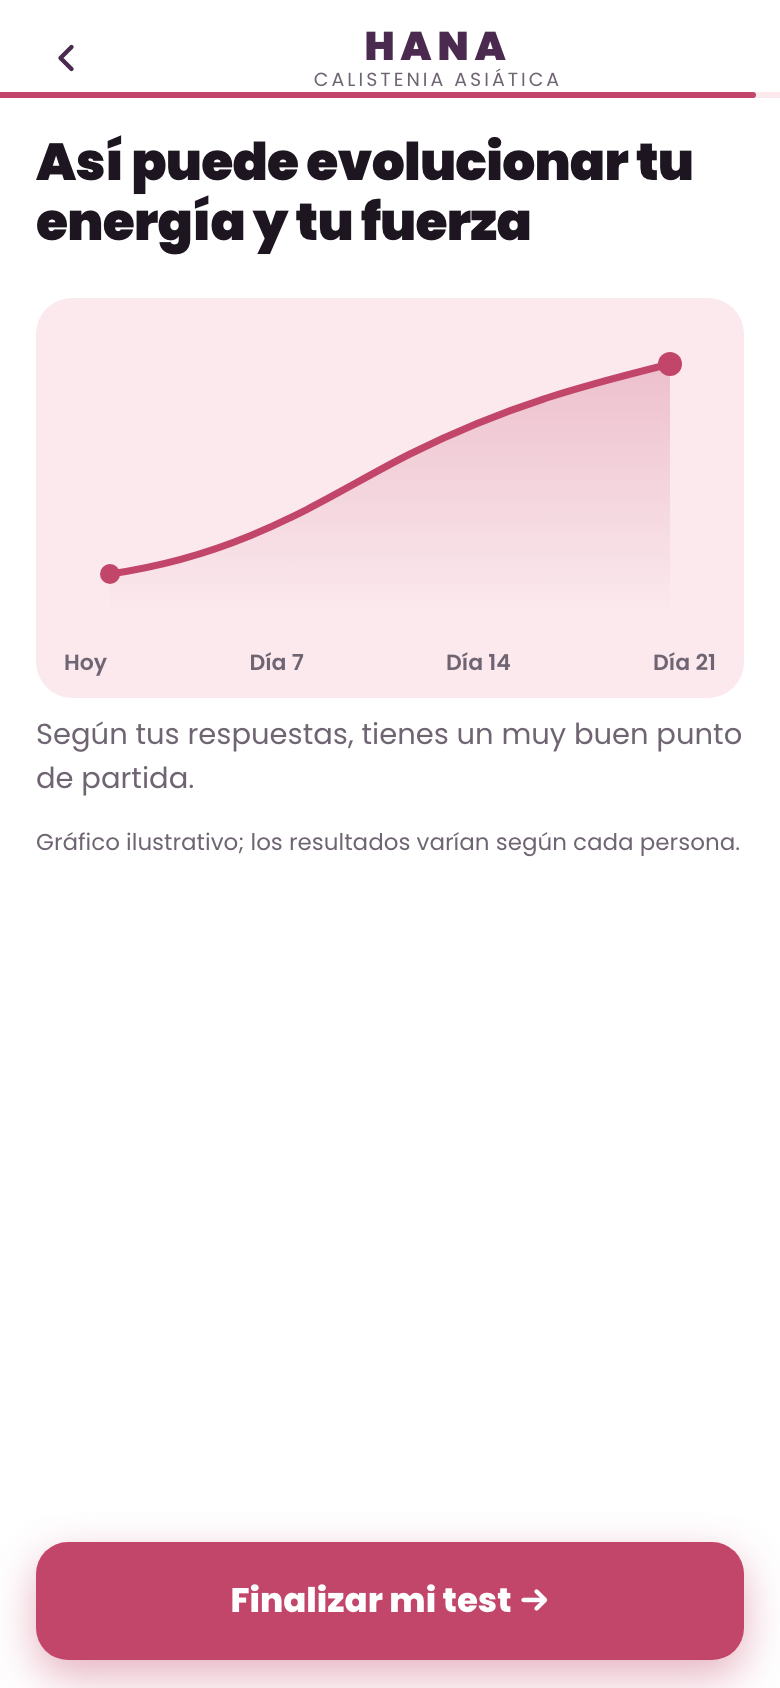 HANA
CALISTENIA ASIÁTICA
Así puede evolucionar tu
energía y tu fuerza
Hoy
Día 7
Día 14
Día 21
Según tus respuestas, tienes un muy buen punto
de partida.
Gráfico ilustrativo; los resultados varían según cada persona.
Finalizar mi test →